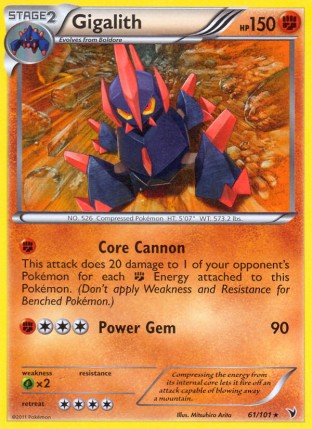 STAGE2
Gigalith
HP150
Evolves from Boldore
NO. 526 Compressed Pokémon HT. 5'07" WT. 573.2 lbs.
Core Cannon
This attack does 20 damage to 1 of your opponent's
Pokémon for each Energy attached to this
Pokémon. (Don't apply Weakness and Resistance for
Benched Pokémon.)
Power Gem 90
weakness
resistance
×2
retreat
Compressing the energy from
its internal core lets it fire off an
attack capable of blowing away
a mountain.
©2011 Pokémon
Illus. Mitsuhiro Arita
61/101 ★